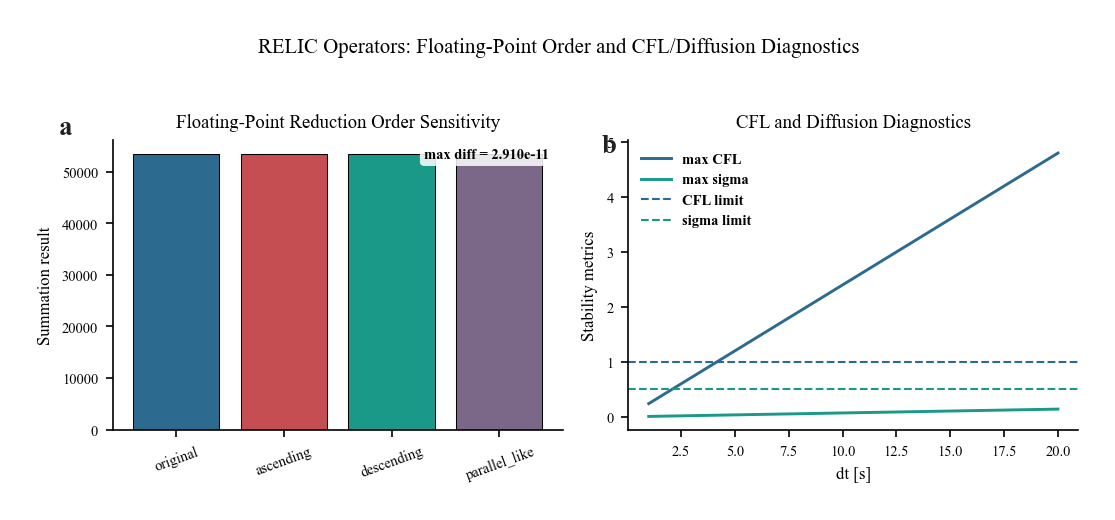 RELIC Operators: Floating-Point Order and CFL/Diffusion Diagnostics
a
Floating-Point Reduction Order Sensitivity
max diff = 2.910e-11
Summation result
50000
40000
30000
20000
10000
0
original
ascending
descending
parallel_like
b
CFL and Diffusion Diagnostics
max CFL
max sigma
CFL limit
sigma limit
Stability metrics
5
4
3
2
1
0
2.5
5.0
7.5
10.0
12.5
15.0
17.5
20.0
dt [s]